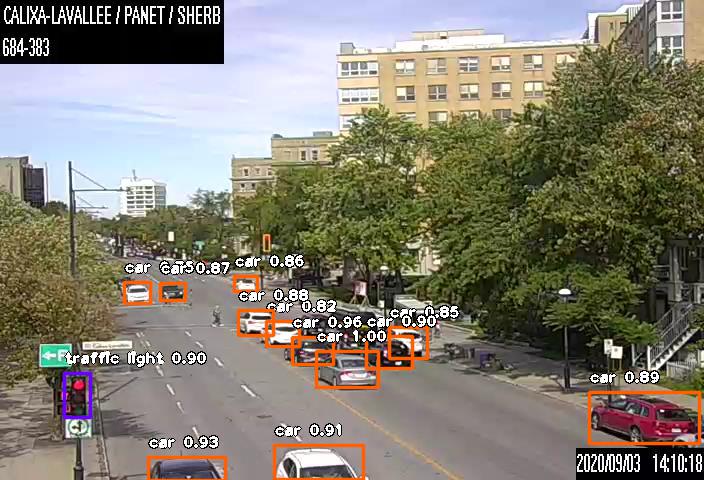 CALIXA-LAVALLEE / PANET / SHERB
684-383
car 0.86
car 0.87
car
car 0.88
car 0.82
car 0.85
car 0.96
car 0.90
car 1.00
traffic light 0.90
P
car 0.89
car 0.91
car 0.93
2020/09/03 14:10:18